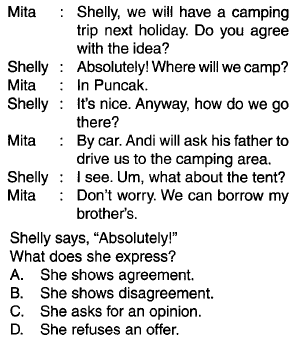 Mita : Shelly, we will have a camping
trip next holiday. Do you agree
with the idea?
Shelly : Absolutely! Where will we camp?
Mita : In Puncak.
Shelly : It's nice. Anyway, how do we go
there?
Mita : By car. Andi will ask his father to
drive us to the camping area.
Shelly : I see. Um, what about the tent?
Mita : Don't worry. We can borrow my
brother's.
Shelly says, "Absolutely!"
What does she express?
A. She shows agreement.
B. She shows disagreement.
C. She asks for an opinion.
D. She refuses an offer.